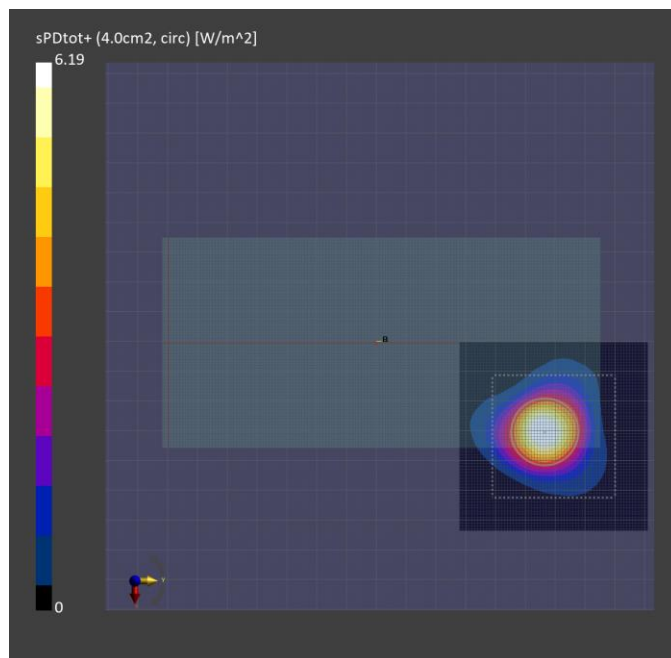 sPDtot+ (4.0cm2, circ) [W/m^2]
6.19
B
0
Y